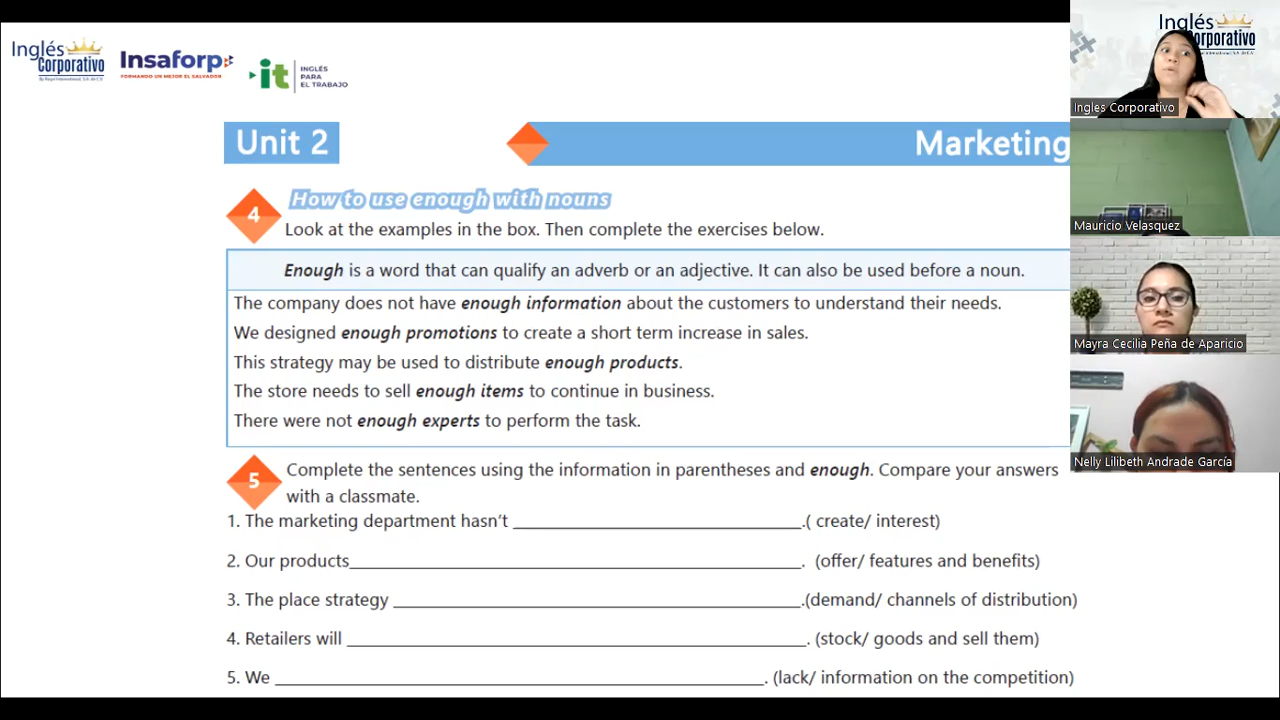 Inglés
Corporativo
Insaforp
FORMANDO UN MEJOR EL SALVADOR
it
INGLÉS
PARA
EL TRABAJO
Unit 2
Marketing
4
How to use enough with nouns
Look at the examples in the box. Then complete the exercises below.
Enough is a word that can qualify an adverb or an adjective. It can also be used before a noun.
The company does not have enough information about the customers to understand their needs.
We designed enough promotions to create a short term increase in sales.
This strategy may be used to distribute enough products.
The store needs to sell enough items to continue in business.
There were not enough experts to perform the task.
5
Complete the sentences using the information in parentheses and enough. Compare your answers
with a classmate.
1. The marketing department hasn't ______________________________.( create/ interest)
2. Our products______________________________. (offer/ features and benefits)
3. The place strategy ______________________________.(demand/ channels of distribution)
4. Retailers will ______________________________. (stock/ goods and sell them)
5. We ______________________________. (lack/ information on the competition)
Inglés
Corporativo
Ingles Corporativo
Mauricio Velasquez
Mayra Cecilia Peña de Aparicio
Nelly Lilibeth Andrade García